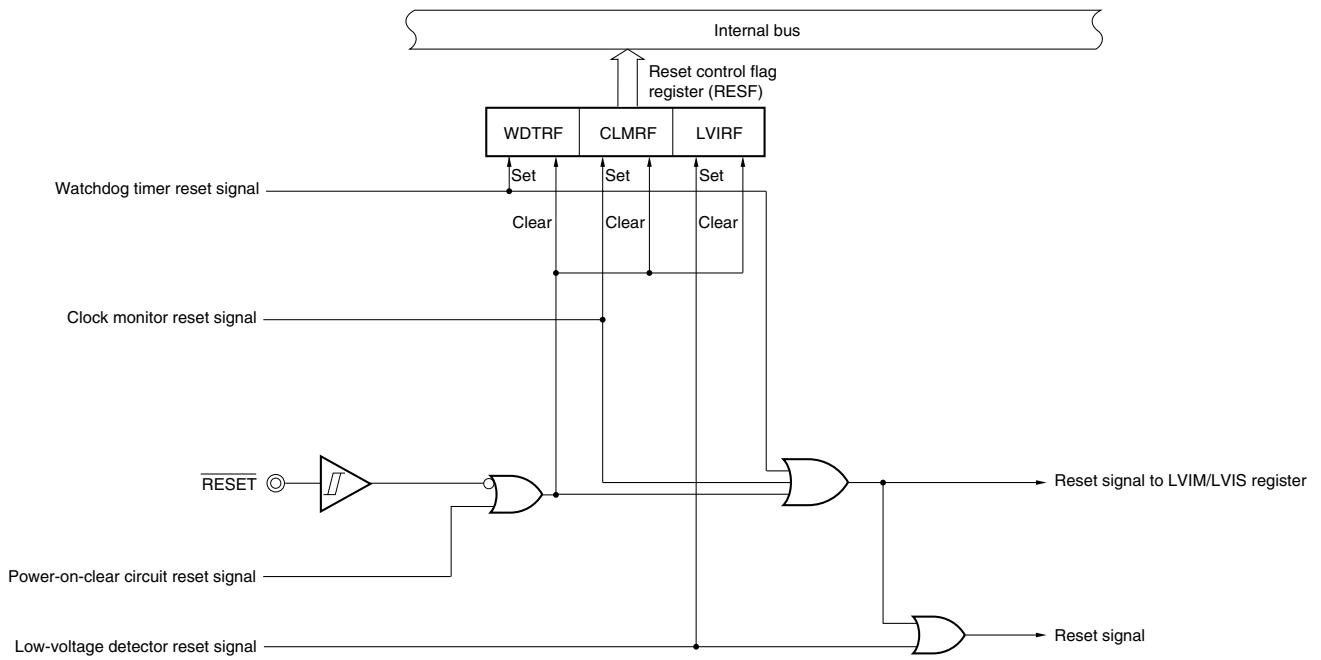 Internal bus
Reset control flag
register (RESF)
WDTRF CLMRF LVIRF
Set Set Set
Watchdog timer reset signal
Clear Clear Clear
Clock monitor reset signal
RESET
Reset signal to LVIM/LVIS register
Power-on-clear circuit reset signal
Low-voltage detector reset signal
Reset signal